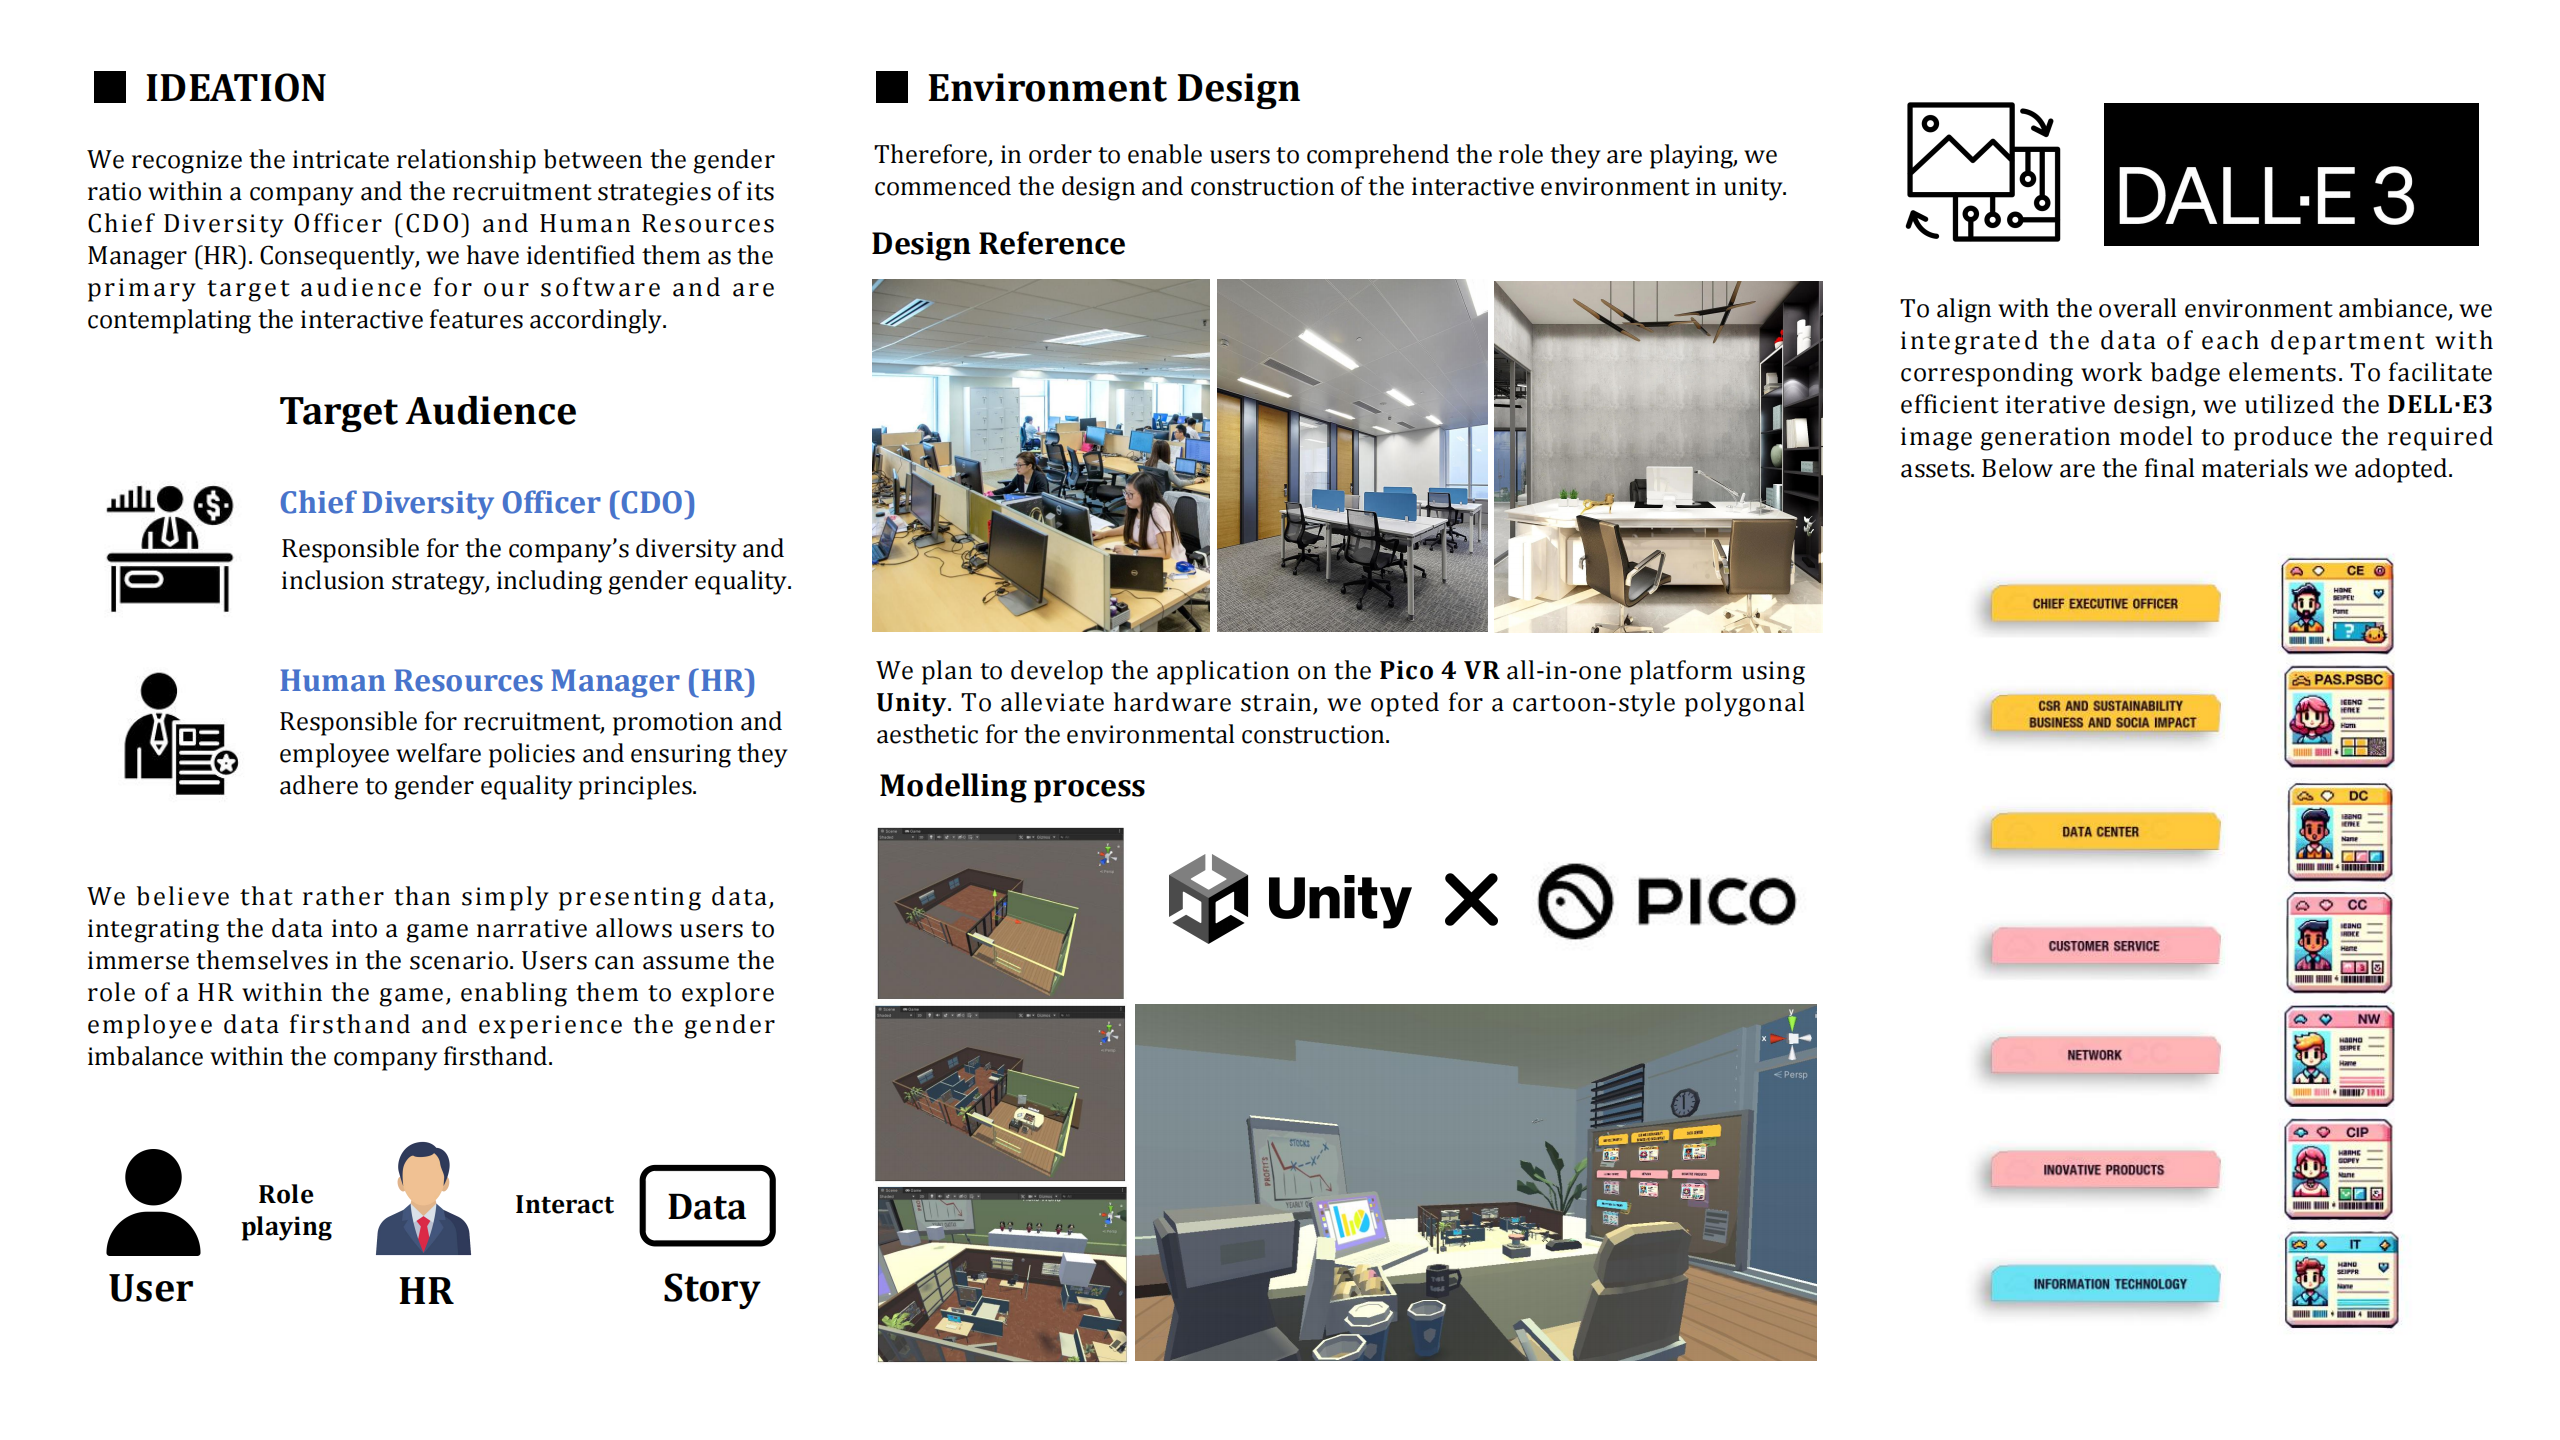 IDEATION
We recognize the intricate relationship between the gender
ratio within a company and the recruitment strategies of its
Chief Diversity Officer (CDO) and Human Resources
Manager (HR). Consequently, we have identified them as the
primary target audience for our software and are
contemplating the interactive features accordingly.
Target Audience
Chief Diversity Officer (CDO)
Responsible for the company’s diversity and
inclusion strategy, including gender equality.
Human Resources Manager (HR)
Responsible for recruitment, promotion and
employee welfare policies and ensuring they
adhere to gender equality principles.
We believe that rather than simply presenting data,
integrating the data into a game narrative allows users to
immerse themselves in the scenario. Users can assume the
role of a HR within the game, enabling them to explore
employee data firsthand and experience the gender
imbalance within the company firsthand.
Role
playing
Interact
Data
User
HR
Story
Environment Design
Therefore, in order to enable users to comprehend the role they are playing, we
commenced the design and construction of the interactive environment in unity.
Design Reference
We plan to develop the application on the Pico 4 VR all-in-one platform using
Unity. To alleviate hardware strain, we opted for a cartoon-style polygonal
aesthetic for the environmental construction.
Modelling process
Unity
PICO
STOCKS
PROFITS
Persp
DALL·E 3
To align with the overall environment ambiance, we
integrated the data of each department with
corresponding work badge elements. To facilitate
efficient iterative design, we utilized the DELL·E3
image generation model to produce the required
assets. Below are the final materials we adopted.
CHIEF EXECUTIVE OFFICER
CE
CSR AND SUSTAINABILITY
BUSINESS AND SOCIA IMPACT
PAS.PSBC
DATA CENTER
DC
CUSTOMER SERVICE
CC
NETWORK
NW
INOVATIVE PRODUCTS
CIP
INFORMATION TECHNOLOGY
IT